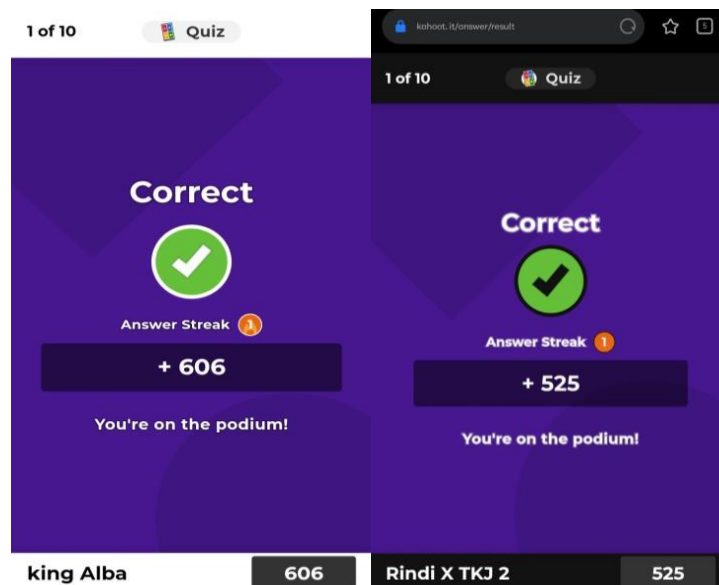 1 of 10
Quiz
Correct
Answer Streak 1
+ 606
You're on the podium!
king Alba
606
kahoot.it/answer/result
5
1 of 10
Quiz
Correct
Answer Streak 1
+ 525
You're on the podium!
Rindi X TKJ 2
525